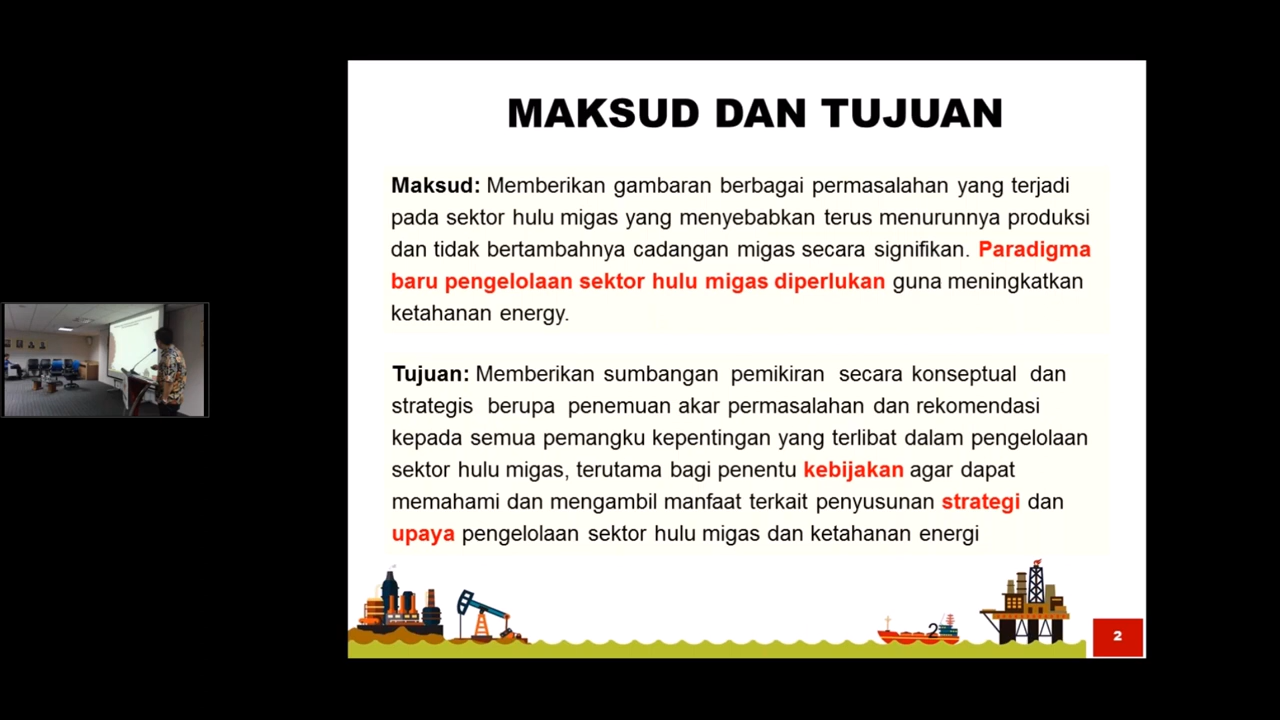 MAKSUD DAN TUJUAN
Maksud: Memberikan gambaran berbagai permasalahan yang terjadi
pada sektor hulu migas yang menyebabkan terus menurunnya produksi
dan tidak bertambahnya cadangan migas secara signifikan. Paradigma
baru pengelolaan sektor hulu migas diperlukan guna meningkatkan
ketahanan energy.
Tujuan: Memberikan sumbangan pemikiran secara konseptual dan
strategis berupa penemuan akar permasalahan dan rekomendasi
kepada semua pemangku kepentingan yang terlibat dalam pengelolaan
sektor hulu migas, terutama bagi penentu kebijakan agar dapat
memahami dan mengambil manfaat terkait penyusunan strategi dan
upaya pengelolaan sektor hulu migas dan ketahanan energi
2
2